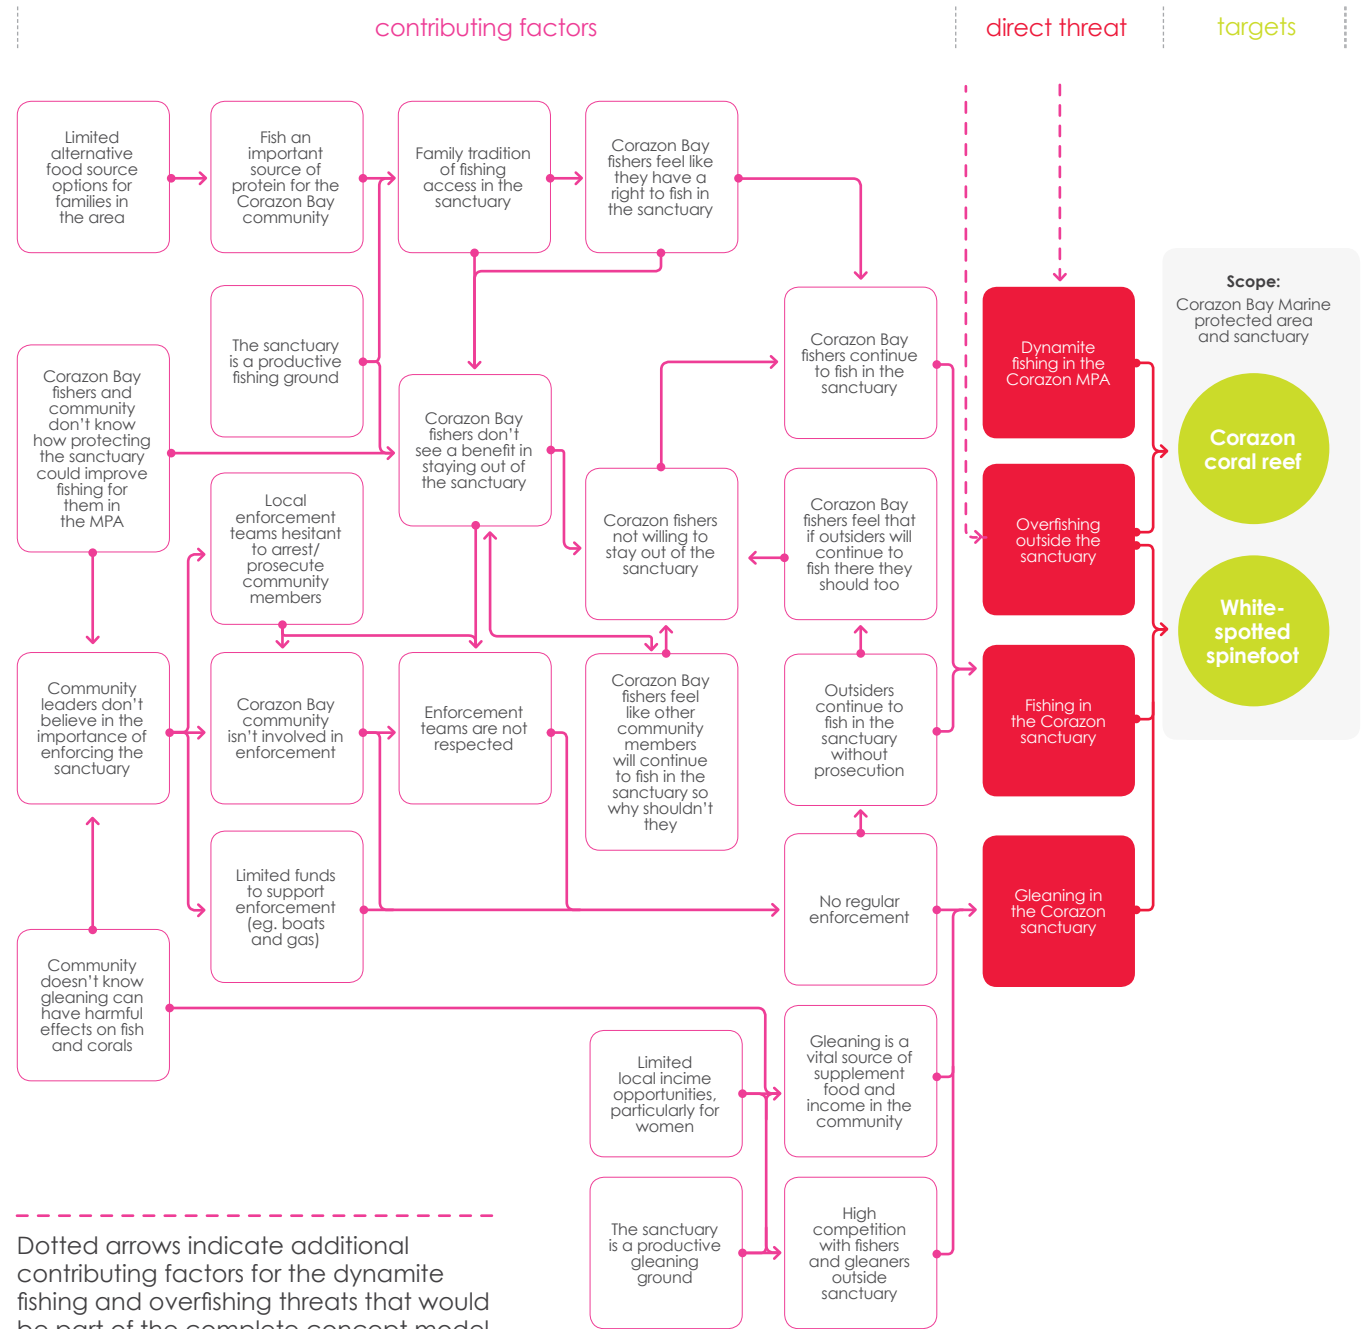 contributing factors
direct threat
targets
Limited
alternative
food source
options for
families in
the area
Fish an
important
source of
protein for the
Corazon Bay
community
Family tradition
of fishing
access in the
sanctuary
Corazon Bay
fishers feel like
they have a
right to fish in
the sanctuary
The sanctuary
is a productive
fishing ground
Corazon Bay
fishers and
community
don't know
how protecting
the sanctuary
could improve
fishing for
them in
the MPA
Corazon Bay
fishers don't
see a benefit in
staying out of
the sanctuary
Corazon Bay
fishers continue
to fish in the
sanctuary
Dynamite
fishing in the
Corazon MPA
Scope:
Corazon Bay Marine
protected area
and sanctuary
Corazon
coral reef
Local
enforcement
teams hesitant
to arrest/
prosecute
community
members
Corazon fishers
not willing to
stay out of the
sanctuary
Corazon Bay
fishers feel that
if outsiders will
continue to
fish there they
should too
Overfishing
outside the
sanctuary
White-
spotted
spinefoot
Community
leaders don't
believe in the
importance of
enforcing the
sanctuary
Corazon Bay
community
isn't involved in
enforcement
Enforcement
teams are not
respected
Corazon Bay
fishers feel
like other
community
members
will continue
to fish in the
sanctuary so
why shouldn't
they
Outsiders
continue to
fish in the
sanctuary
without
prosecution
Fishing in
the Corazon
sanctuary
Limited funds
to support
enforcement
(eg. boats
and gas)
No regular
enforcement
Gleaning in
the Corazon
sanctuary
Community
doesn't know
gleaning can
have harmful
effects on fish
and corals
Limited
local incime
opportunities,
particularly for
women
Gleaning is a
vital source of
supplement
food and
income in the
community
The sanctuary
is a productive
gleaning
ground
High
competition
with fishers
and gleaners
outside
sanctuary
Dotted arrows indicate additional
contributing factors for the dynamite
fishing and overfishing threats that would
be part of the complete concept model